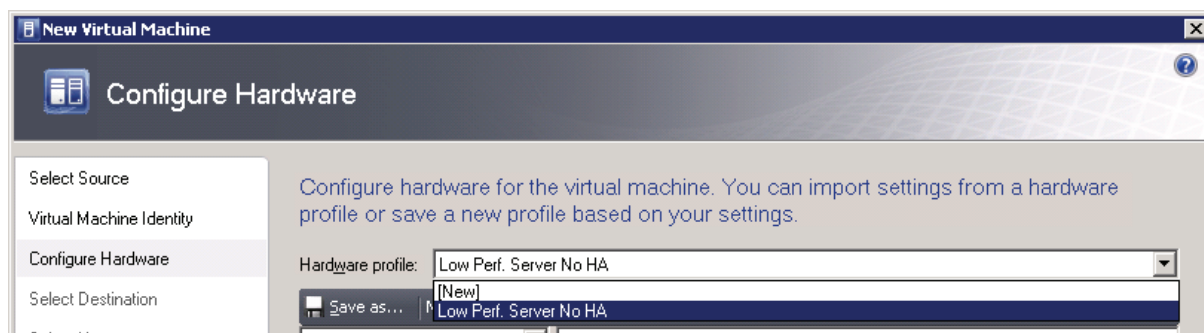 New Virtual Machine
Configure Hardware
Select Source
Virtual Machine Identity
Configure Hardware
Select Destination
Configure hardware for the virtual machine. You can import settings from a hardware
profile or save a new profile based on your settings.
Hardware profile: Low Perf. Server No HA
[New]
Save as...
Low Perf. Server No HA